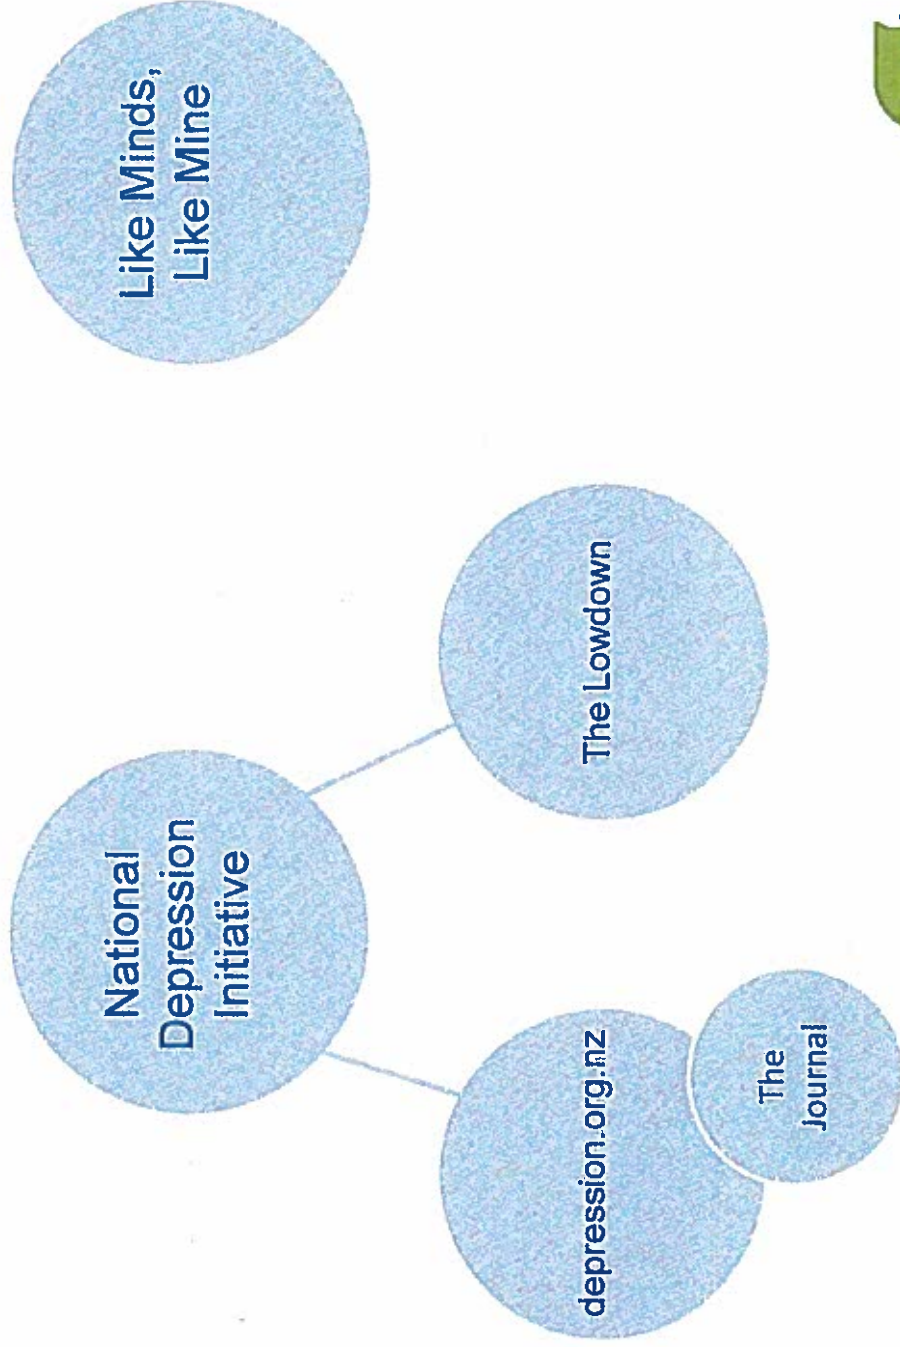 National
Depression
Initiative
Like Minds,
Like Mine
depression.org.nz
The Lowdown
The
Journal